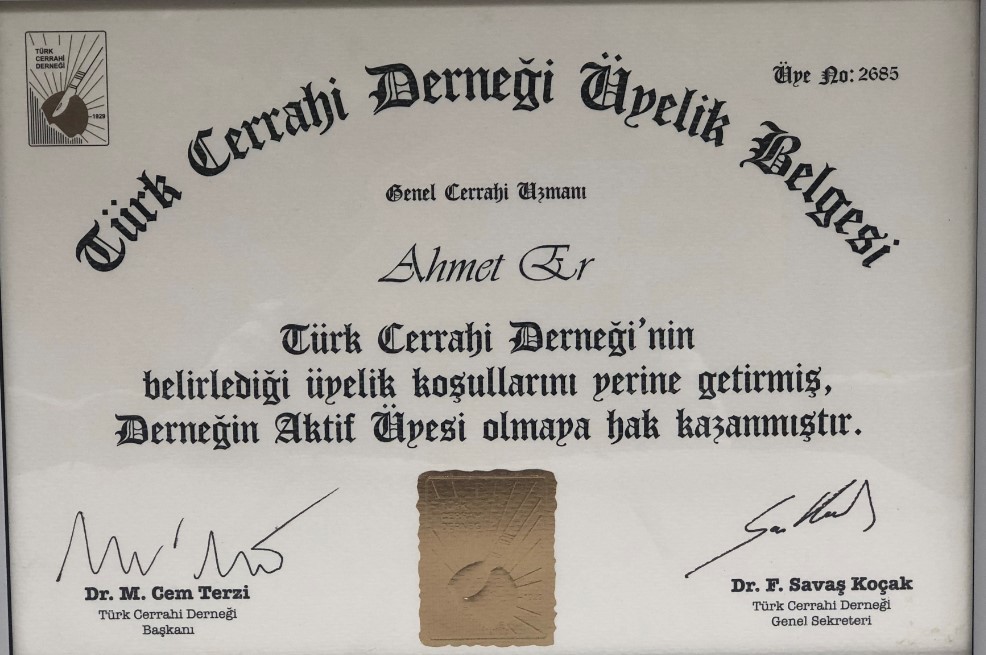 TÜRK
CERRAHİ
DERNEĞİ
1929
Üye No: 2685
Türk Cerrahi Derneği Üyelik Belgesi
Genel Cerrahi Uzmanı
Ahmet Er
Türk Cerrahi Derneği'nin
belirlediği üyelik koşullarını yerine getirmiş,
Derneğin Aktif Üyesi olmaya hak kazanmıştır.
Dr. M. Cem Terzi
Türk Cerrahi Derneği
Başkanı
Dr. F. Savaş Koçak
Türk Cerrahi Derneği
Genel Sekreteri